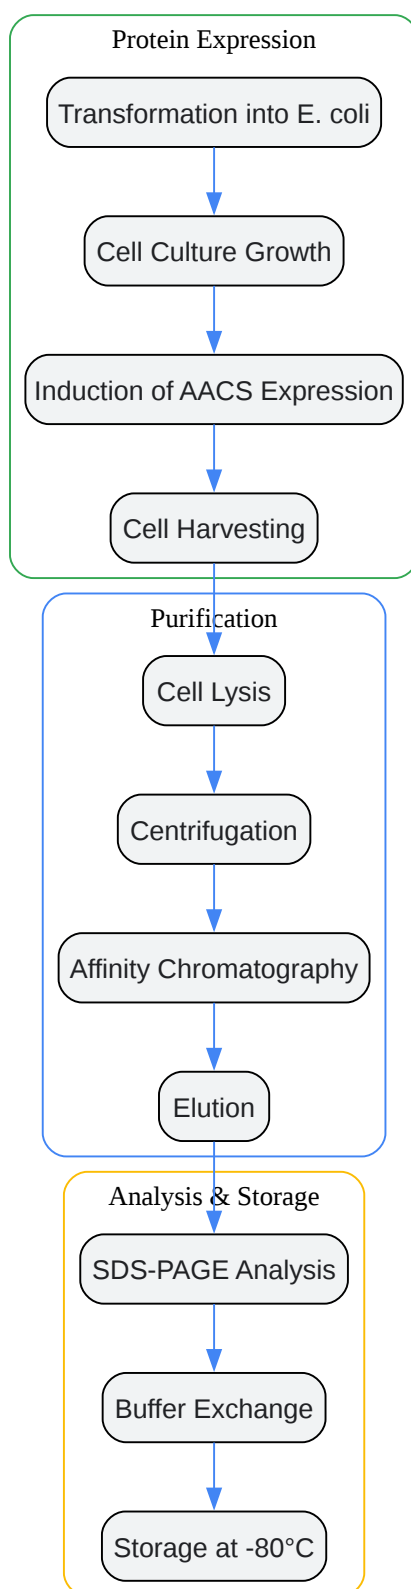 Protein Expression
Transformation into E. coli
Cell Culture Growth
Induction of AACS Expression
Cell Harvesting
Purification
Cell Lysis
Centrifugation
Affinity Chromatography
Elution
Analysis & Storage
SDS-PAGE Analysis
Buffer Exchange
Storage at -80°C